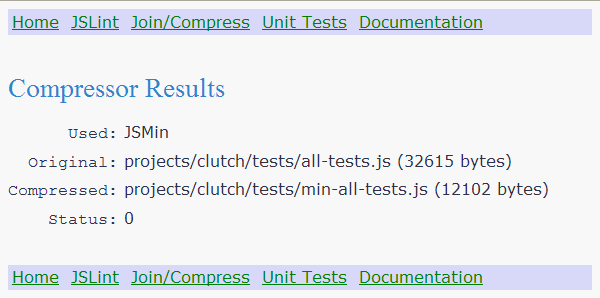 Home JSLint Join/Compress Unit Tests Documentation
Compressor Results
Used: JSMin
Original: projects/clutch/tests/all-tests.js (32615 bytes)
Compressed: projects/clutch/tests/min-all-tests.js (12102 bytes)
Status: 0
Home JSLint Join/Compress Unit Tests Documentation